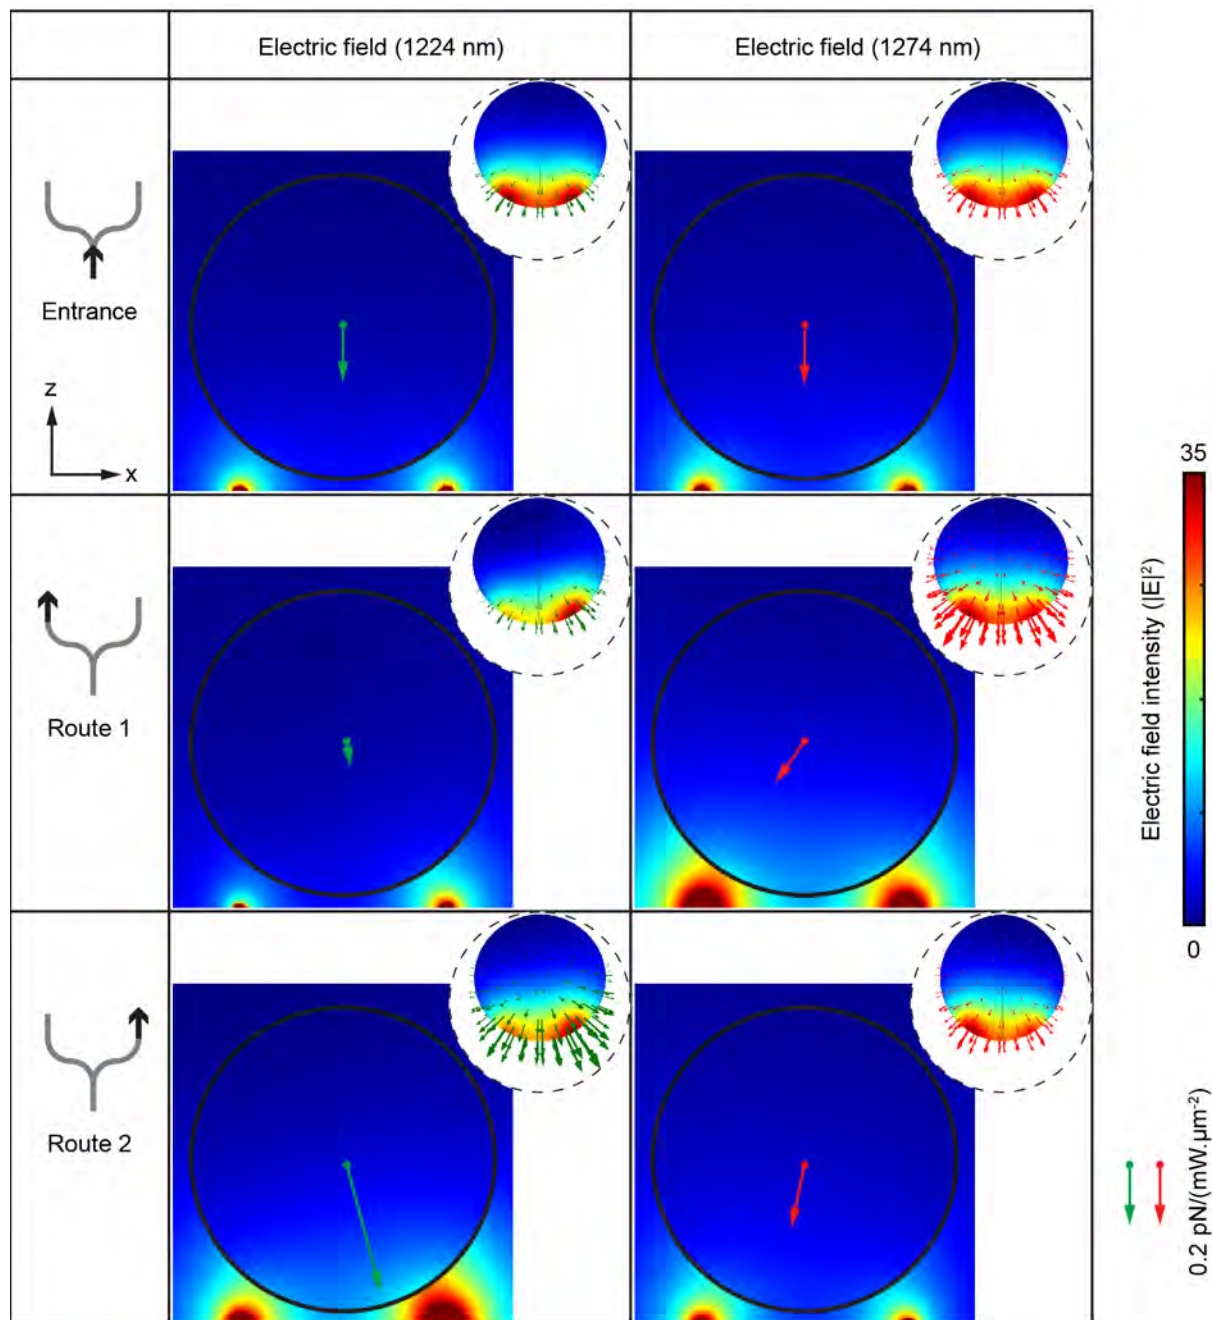 Electric field (1224 nm)
Electric field (1274 nm)
Entrance
z
x
Route 1
Route 2
35
Electric field intensity (|E|²)
0
0.2 pN/(mW.µm⁻²)